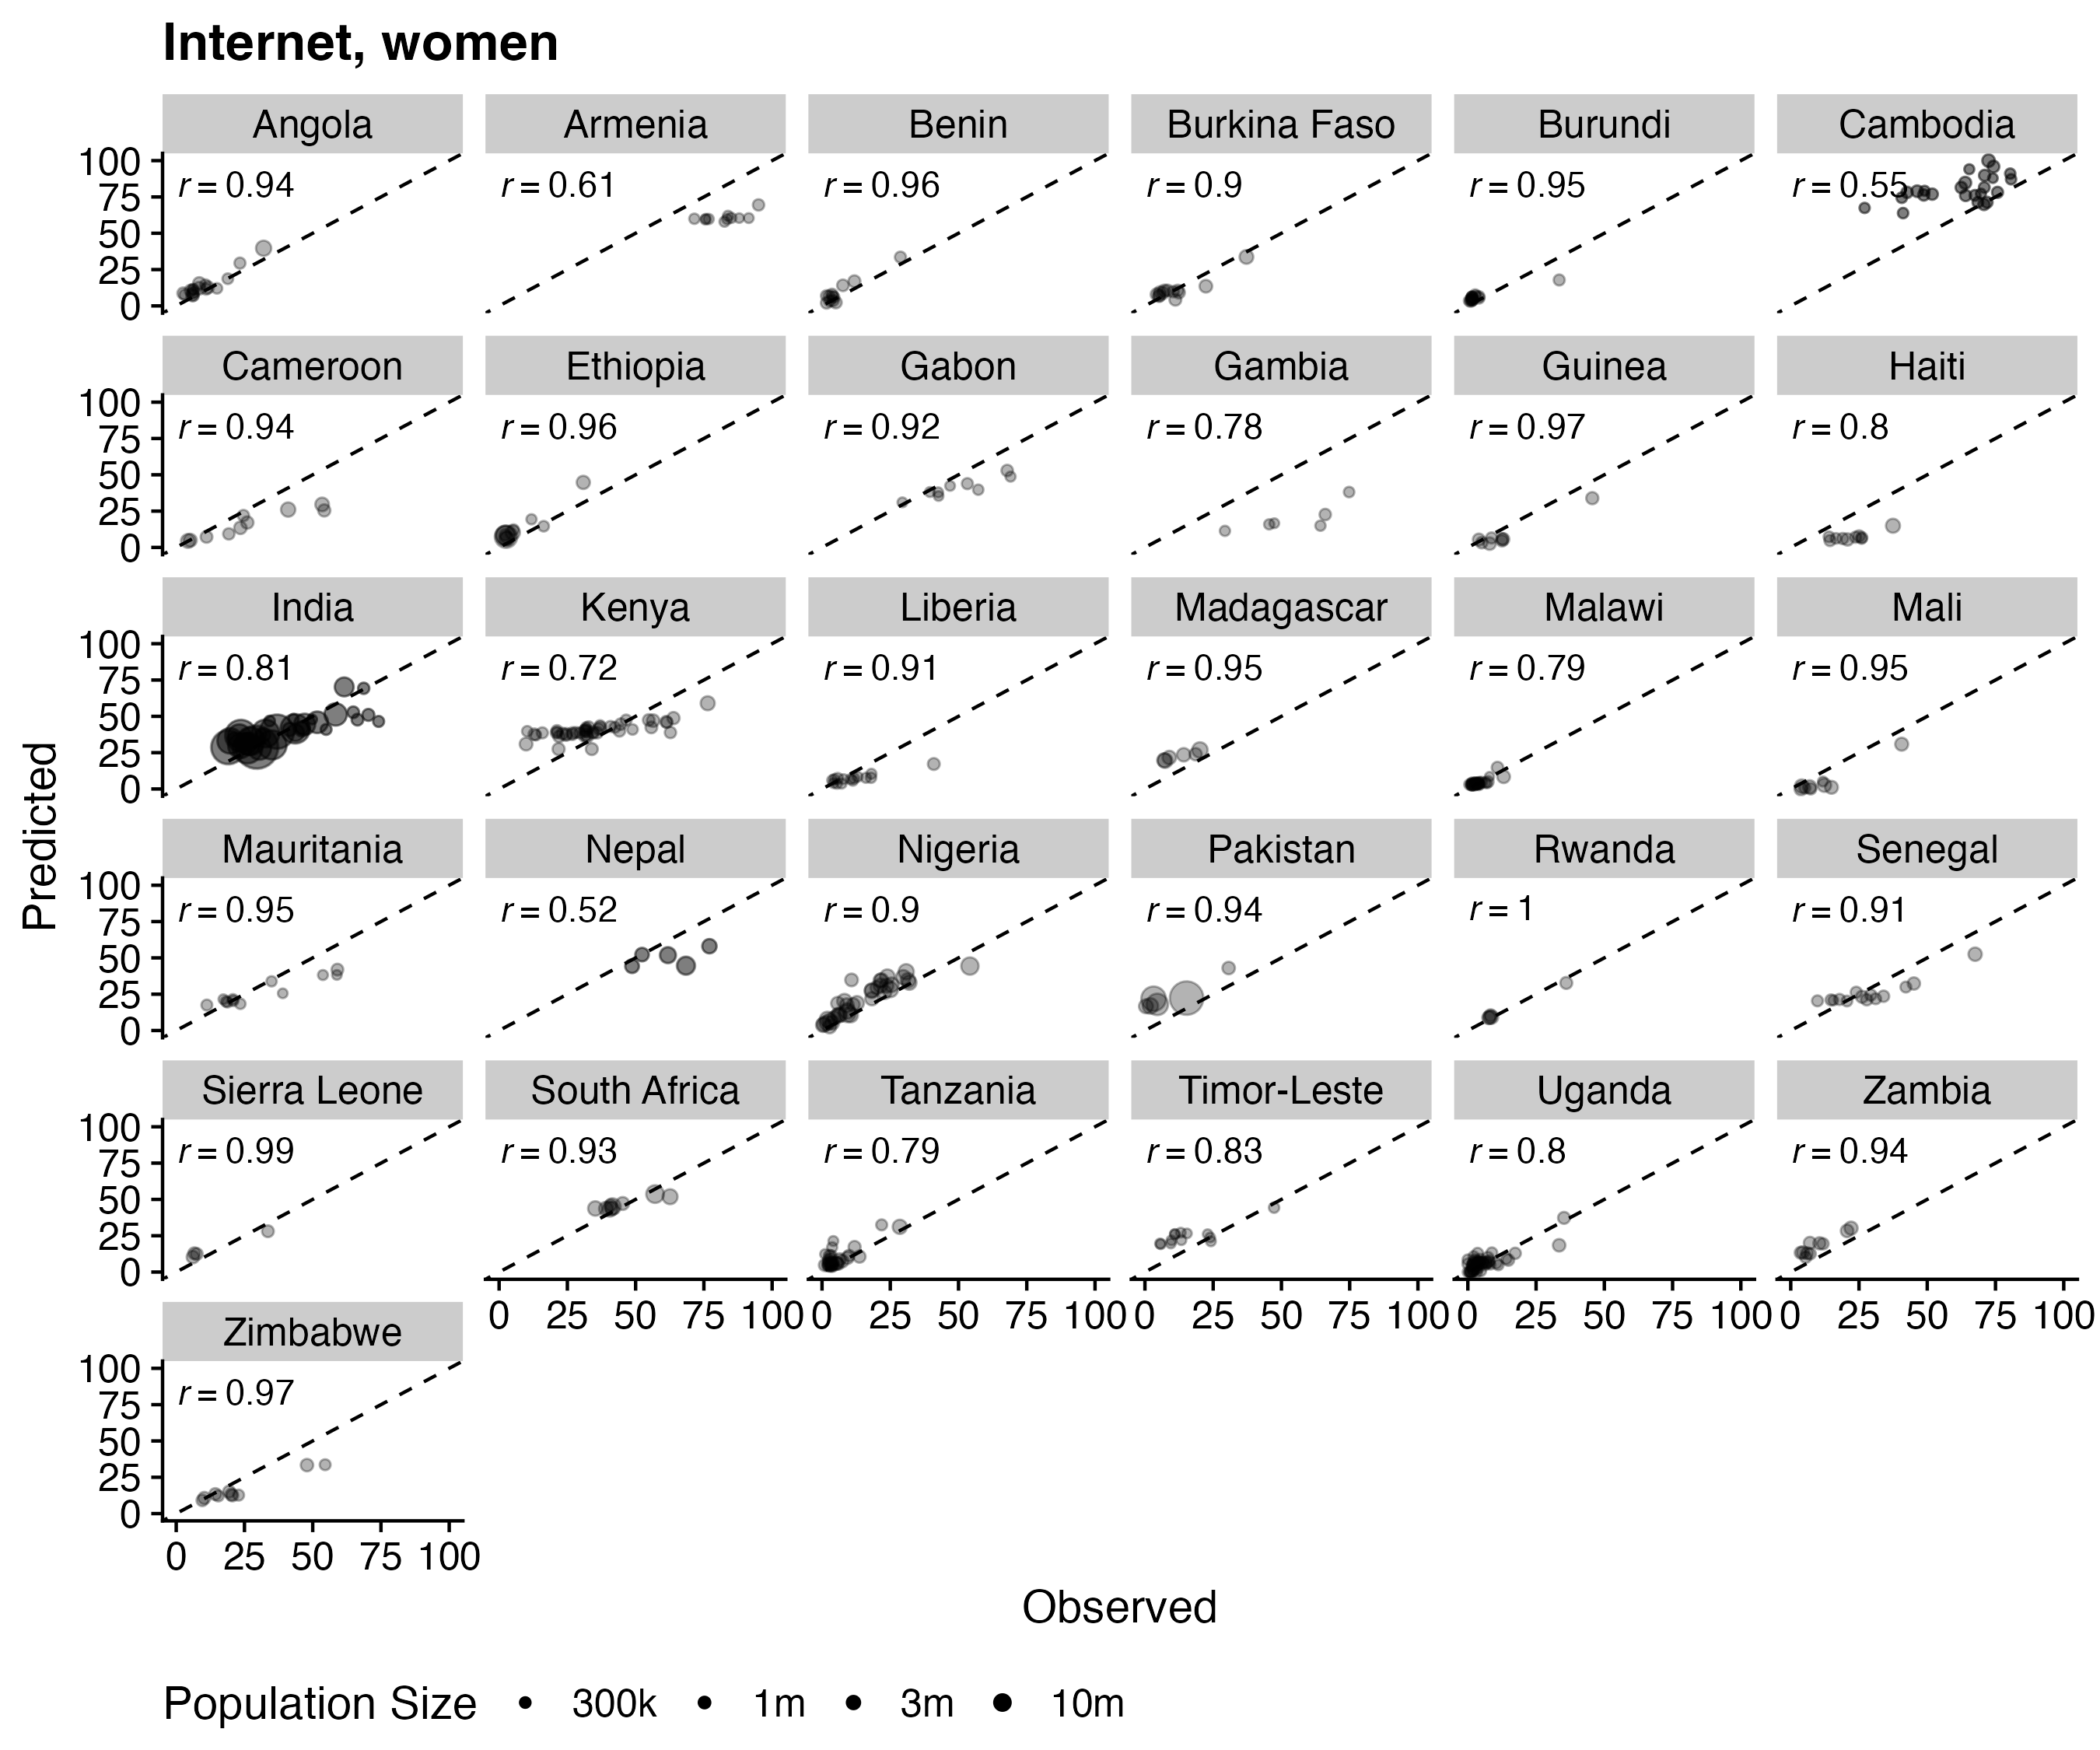 Internet, women
Angola Armenia Benin Burkina Faso Burundi Cambodia
100 75 50 25 0
r = 0.94 r = 0.61 r = 0.96 r = 0.9 r = 0.95 r = 0.55
Cameroon Ethiopia Gabon Gambia Guinea Haiti
100 75 50 25 0
r = 0.94 r = 0.96 r = 0.92 r = 0.78 r = 0.97 r = 0.8
India Kenya Liberia Madagascar Malawi Mali
100 75 50 25 0
r = 0.81 r = 0.72 r = 0.91 r = 0.95 r = 0.79 r = 0.95
Predicted
Mauritania Nepal Nigeria Pakistan Rwanda Senegal
100 75 50 25 0
r = 0.95 r = 0.52 r = 0.9 r = 0.94 r = 1 r = 0.91
Sierra Leone South Africa Tanzania Timor-Leste Uganda Zambia
100 75 50 25 0
r = 0.99 r = 0.93 r = 0.79 r = 0.83 r = 0.8 r = 0.94
0 25 50 75 100 0 25 50 75 100 0 25 50 75 100 0 25 50 75 100 0 25 50 75 100
Zimbabwe
100 75 50 25 0
r = 0.97
0 25 50 75 100
Observed
Population Size 300k 1m 3m 10m